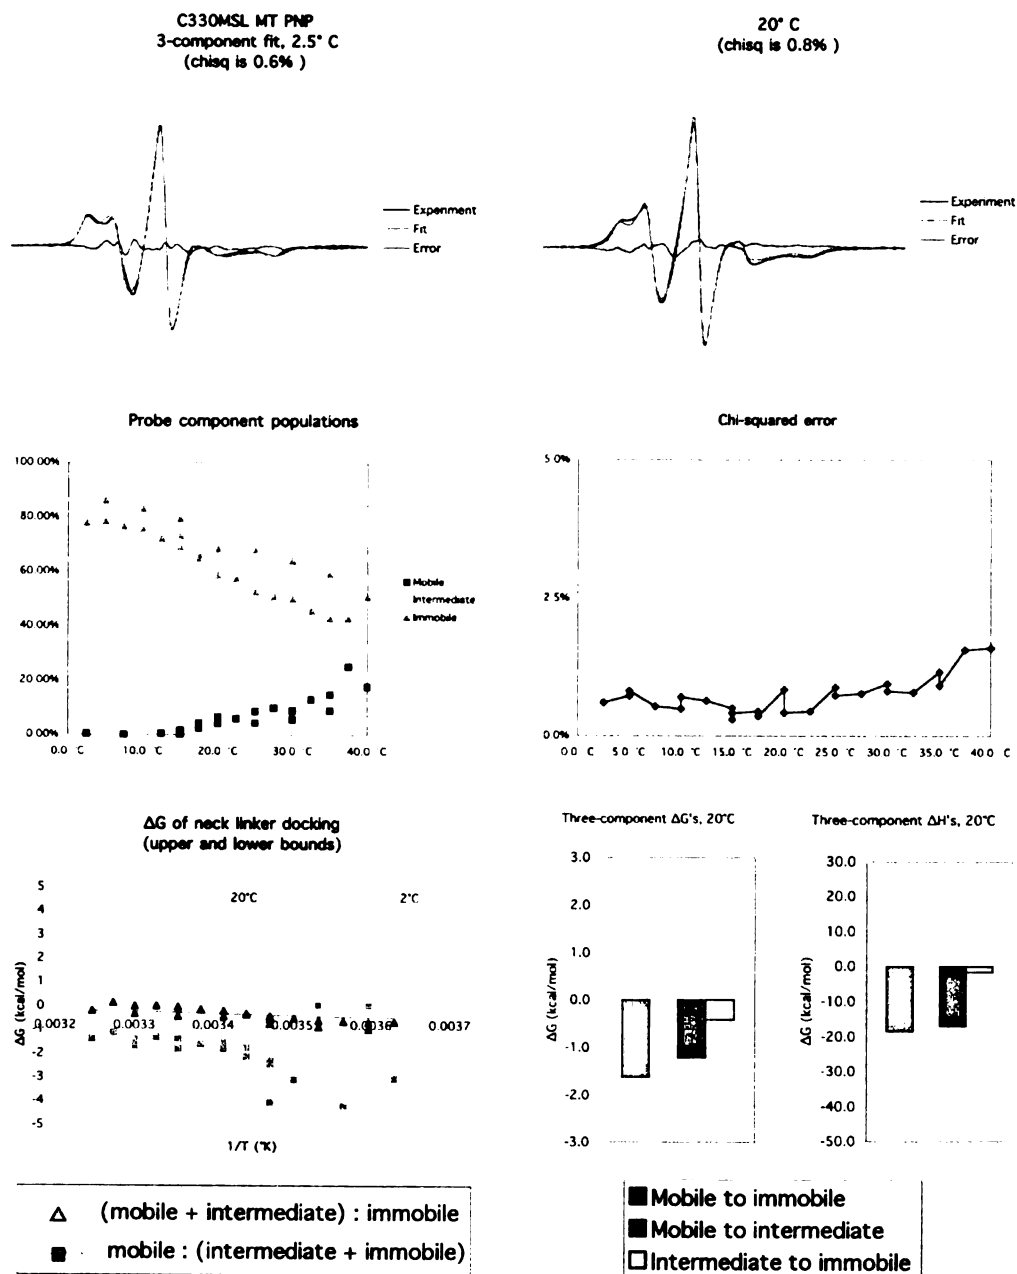 C330MSL MT PNP
3-component fit, 2.5° C
(chisq is 0.6% )
20° C
(chisq is 0.8% )
Experiment
Fit
Error
Experiment
Fit
Error
Probe component populations
100.00%
80.00%
60.00%
40.00%
20.00%
0.00%
0.0 °C
10.0 °C
20.0 °C
30.0 °C
40.0 °C
Mobile
Intermediate
Immobile
Chi-squared error
5.0%
2.5%
0.0%
0.0 °C
5.0 °C
10.0 °C
15.0 °C
20.0 °C
25.0 °C
30.0 °C
35.0 °C
40.0 °C
ΔG of neck linker docking
(upper and lower bounds)
20°C
2°C
ΔG (kcal/mol)
5
4
3
2
1
0
-2
-3
-4
-5
0.0032
0.0033
0.0034
0.0035
0.0036
0.0037
1/T (°K)
Three-component ΔG's, 20°C
ΔG (kcal/mol)
3.0
2.0
1.0
0.0
-1.0
-2.0
-3.0
Three-component ΔH's, 20°C
ΔG (kcal/mol)
30.0
20.0
10.0
0.0
-10.0
-20.0
-30.0
-40.0
-50.0
(mobile + intermediate) : immobile
mobile : (intermediate + immobile)
Mobile to immobile
Mobile to intermediate
Intermediate to immobile